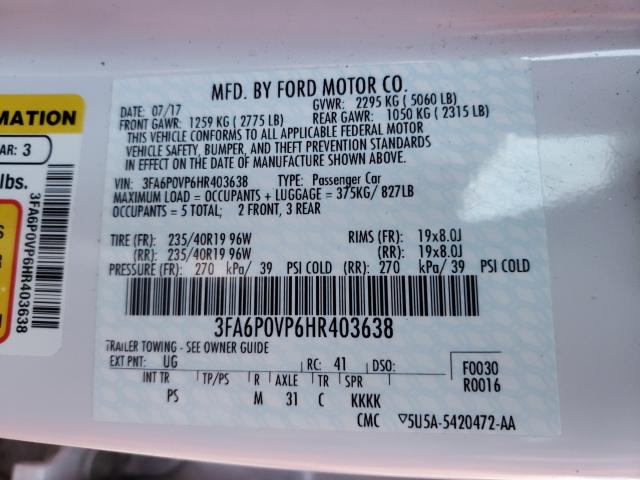 MFD. BY FORD MOTOR CO.
DATE: 07/17 GVWR: 2295 KG ( 5060 LB)
FRONT GAWR: 1259 KG ( 2775 LB) REAR GAWR: 1050 KG ( 2315 LB)
THIS VEHICLE CONFORMS TO ALL APPLICABLE FEDERAL MOTOR
VEHICLE SAFETY, BUMPER, AND THEFT PREVENTION STANDARDS
IN EFFECT ON THE DATE OF MANUFACTURE SHOWN ABOVE.
VIN: 3FA6P0VP6HR403638 TYPE: Passenger Car
MAXIMUM LOAD = OCCUPANTS + LUGGAGE = 375KG/ 827LB
OCCUPANTS = 5 TOTAL; 2 FRONT, 3 REAR
TIRE (FR): 235/40R19 96W RIMS (FR): 19x8.0J
(RR): 235/40R19 96W (RR): 19x8.0J
PRESSURE (FR): 270 kPa/ 39 PSI COLD (RR): 270 kPa/ 39 PSI COLD
3FA6P0VP6HR403638
TRAILER TOWING - SEE OWNER GUIDE
EXT PNT: UG RC: 41 DSO: F0030
R0016
INT TR TP/PS R AXLE TR SPR
PS M 31 C KKKK
CMC ▽5U5A-5420472-AA
MATION
AR: 3
lbs.
3FA6P0VP6HR403638